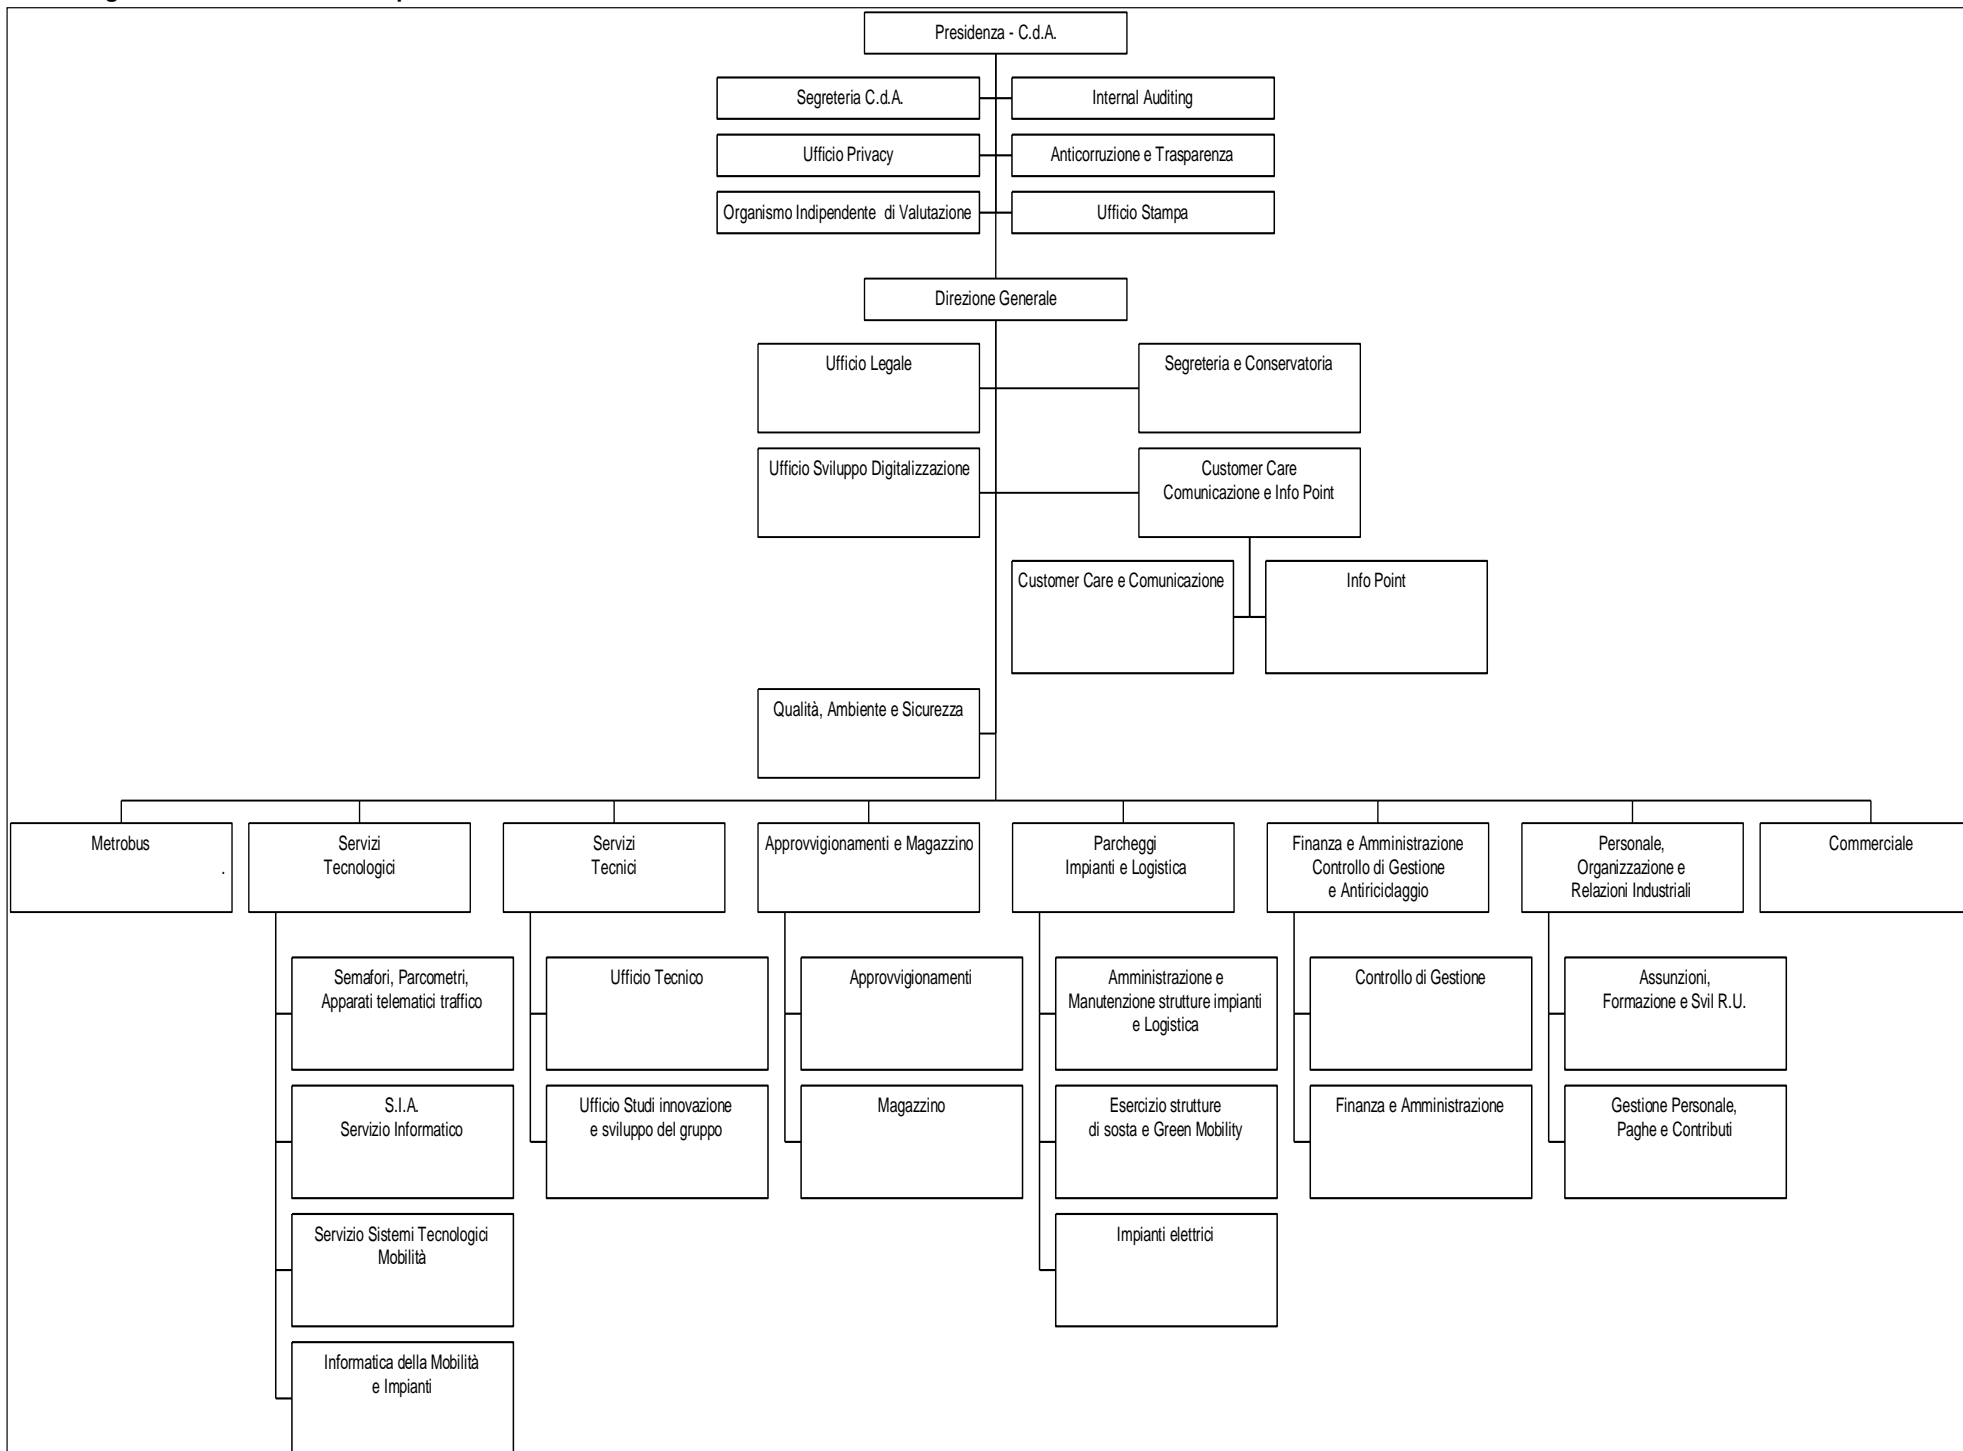 Presidenza - C.d.A.
Segreteria C.d.A.
Internal Auditing
Ufficio Privacy
Anticorruzione e Trasparenza
Organismo Indipendente di Valutazione
Ufficio Stampa
Direzione Generale
Ufficio Legale
Segreteria e Conservatoria
Ufficio Sviluppo Digitalizzazione
Customer Care
Comunicazione e Info Point
Customer Care e Comunicazione
Info Point
Qualità, Ambiente e Sicurezza
Metrobus
.
Servizi
Tecnologici
Servizi
Tecnici
Approvvigionamenti e Magazzino
Parcheggi
Impianti e Logistica
Finanza e Amministrazione
Controllo di Gestione
e Antiriciclaggio
Personale,
Organizzazione e
Relazioni Industriali
Commerciale
Semafori, Parcometri,
Apparati telematici traffico
Ufficio Tecnico
Approvvigionamenti
Amministrazione e
Manutenzione strutture impianti
e Logistica
Controllo di Gestione
Assunzioni,
Formazione e Svil R.U.
S.I.A.
Servizio Informatico
Ufficio Studi innovazione
e sviluppo del gruppo
Magazzino
Esercizio strutture
di sosta e Green Mobility
Finanza e Amministrazione
Gestione Personale,
Paghe e Contributi
Servizio Sistemi Tecnologici
Mobilità
Impianti elettrici
Informatica della Mobilità
e Impianti